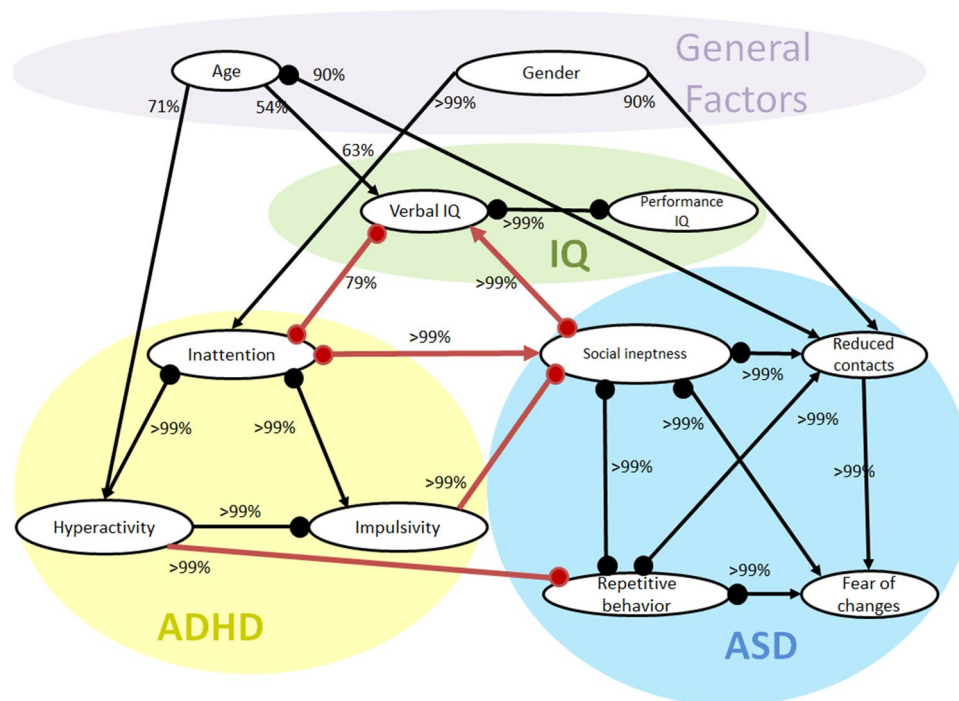 General
Factors
Age
90%
Gender
71%
54%
>99%
90%
63%
Verbal IQ
Performance
IQ
>99%
IQ
79%
>99%
Inattention
>99%
Social ineptness
Reduced
contacts
>99%
>99%
>99%
>99%
>99%
>99%
>99%
>99%
Hyperactivity
>99%
Impulsivity
>99%
Repetitive
behavior
>99%
Fear of
changes
ADHD
ASD